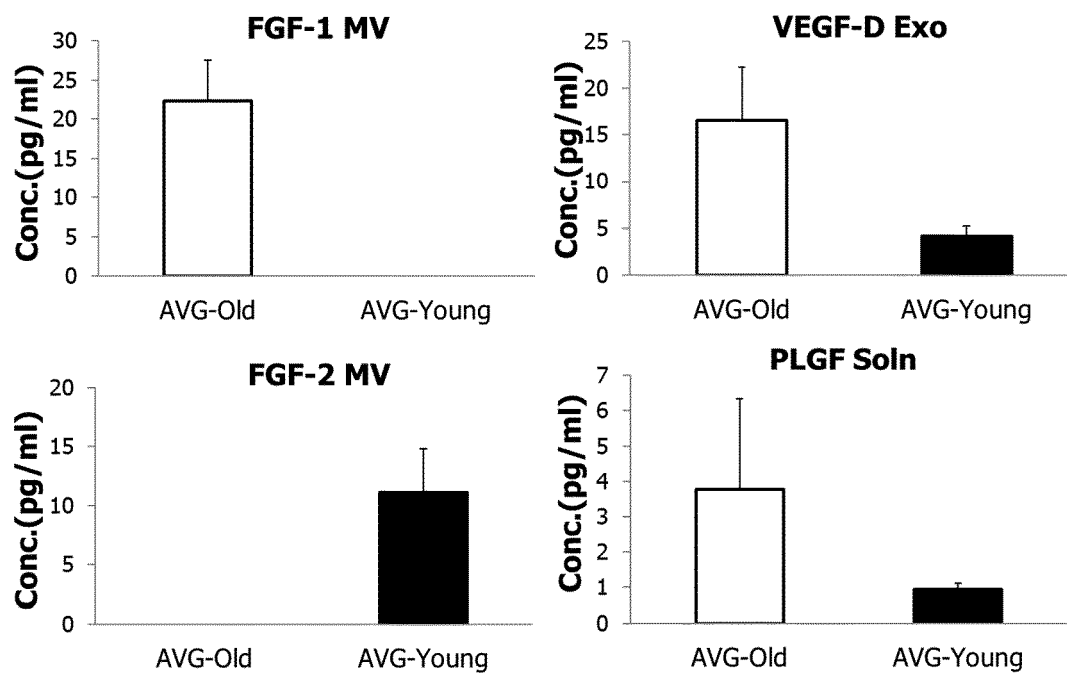 FGF-1 MV
Conc.(pg/ml)
30
25
20
15
10
5
0
AVG-Old AVG-Young
VEGF-D Exo
Conc.(pg/ml)
25
20
15
10
5
0
AVG-Old AVG-Young
FGF-2 MV
Conc.(pg/ml)
20
15
10
5
0
AVG-Old AVG-Young
PLGF Soln
Conc.(pg/ml)
7
6
5
4
3
2
1
0
AVG-Old AVG-Young